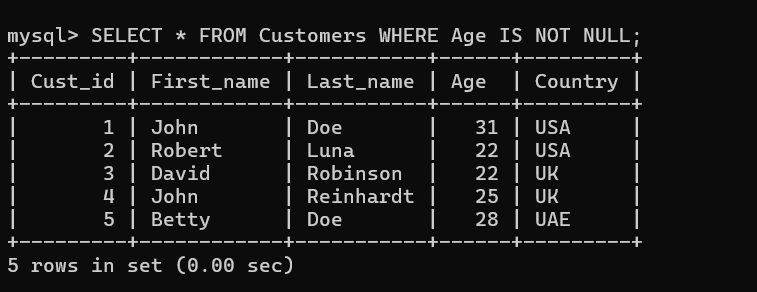 mysql> SELECT * FROM Customers WHERE Age IS NOT NULL;
+---------+------------+-----------+------+---------+
| Cust_id | First_name | Last_name | Age  | Country |
+---------+------------+-----------+------+---------+
|       1 | John       | Doe       |   31 | USA     |
|       2 | Robert     | Luna      |   22 | USA     |
|       3 | David      | Robinson  |   22 | UK      |
|       4 | John       | Reinhardt |   25 | UK      |
|       5 | Betty      | Doe       |   28 | UAE     |
+---------+------------+-----------+------+---------+
5 rows in set (0.00 sec)